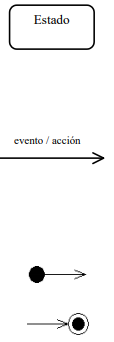 Estado
evento / acción